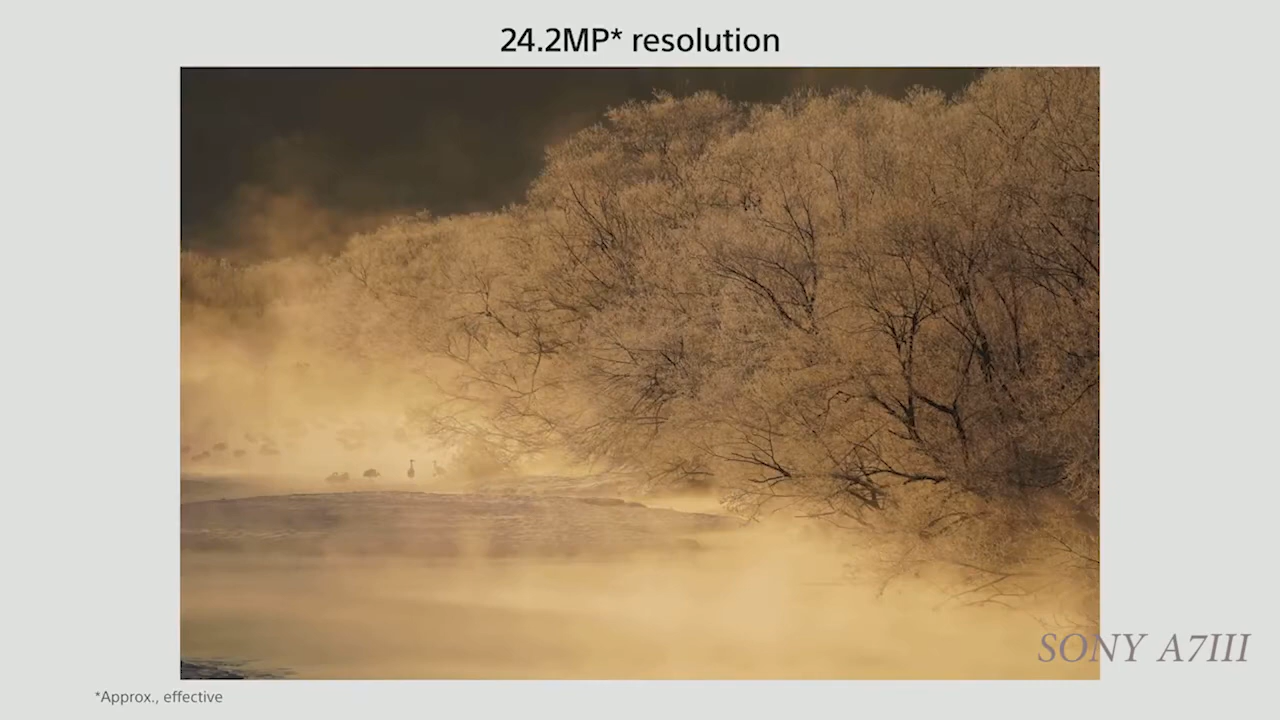 24.2MP* resolution
SONY A7III
*Approx., effective